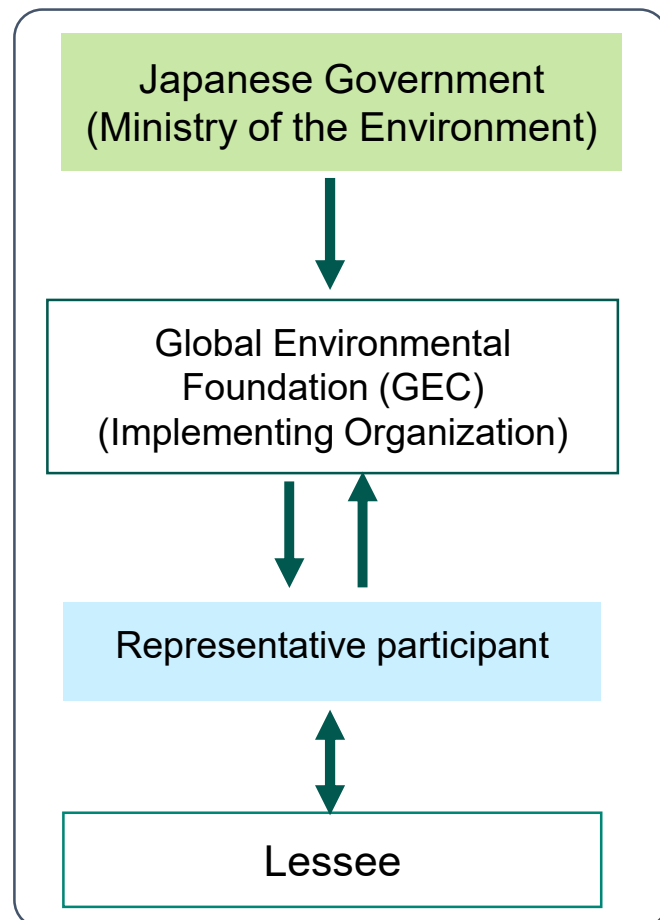 Japanese Government
(Ministry of the Environment)
Global Environmental
Foundation (GEC)
(Implementing Organization)
Representative participant
Lessee